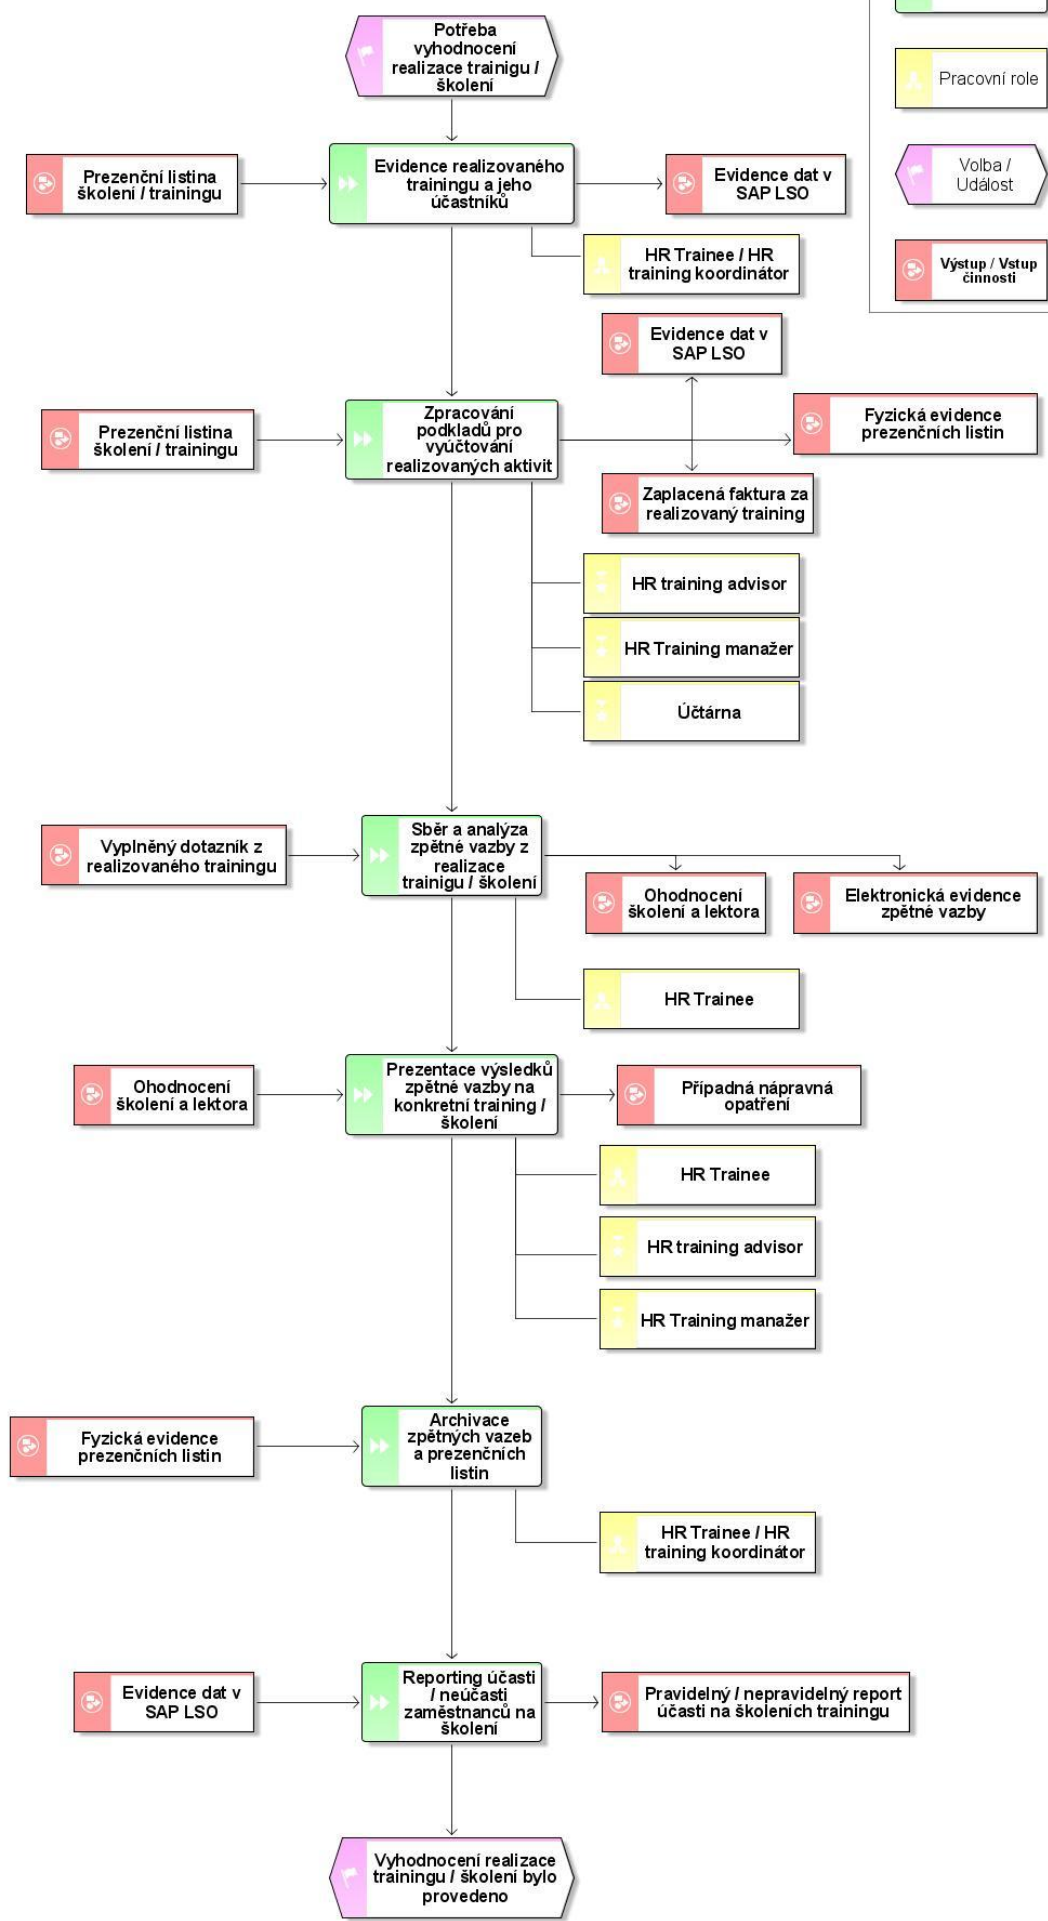 Potřeba
vyhodnocení
realizace trainigu /
školení
Pracovní role
Volba /
Událost
Výstup / Vstup
činnosti
Prezenční listina
školení / trainingu
Evidence realizovaného
trainingu a jeho
účastníků
Evidence dat v
SAP LSO
HR Trainee / HR
training koordinátor
Evidence dat v
SAP LSO
Prezenční listina
školení / trainingu
Zpracování
podkladů pro
vyúčtování
realizovaných aktivit
Fyzická evidence
prezenčních listin
Zaplacená faktura za
realizovaný training
HR training advisor
HR Training manažer
Účtárna
Vyplněný dotazník z
realizovaného trainingu
Sběr a analýza
zpětné vazby z
realizace
trainigu / školení
Ohodnocení
školení a lektora
Elektronická evidence
zpětné vazby
HR Trainee
Ohodnocení
školení a lektora
Prezentace výsledků
zpětné vazby na
konkretní training /
školení
Případná nápravná
opatření
HR Trainee
HR training advisor
HR Training manažer
Fyzická evidence
prezenčních listin
Archivace
zpětných vazeb
a prezenčních
listin
HR Trainee / HR
training koordinátor
Evidence dat v
SAP LSO
Reporting účasti
/ neúčasti
zaměstnanců na
školení
Pravidelný / nepravidelný report
účasti na školeních trainingu
Vyhodnocení realizace
trainingu / školení bylo
provedeno